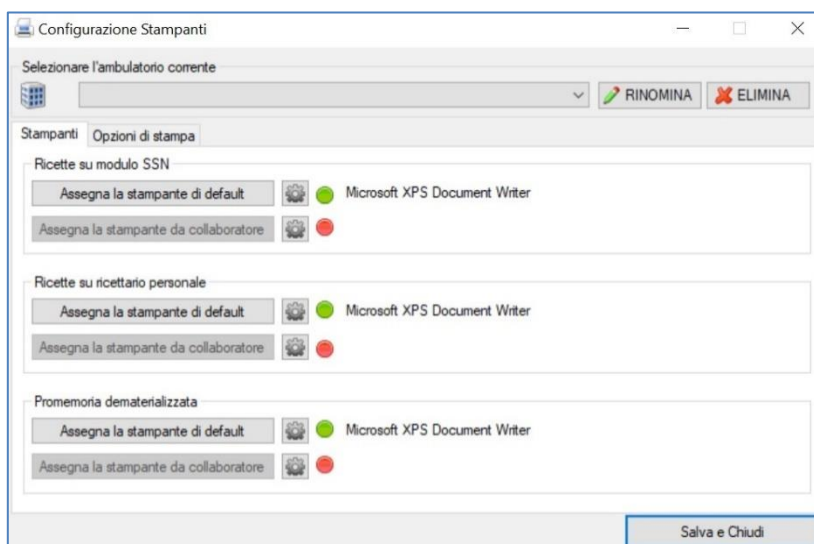 Configurazione Stampanti
Selezionare l'ambulatorio corrente
RINOMINA ELIMINA
Stampanti Opzioni di stampa
Ricette su modulo SSN
Assegna la stampante di default Microsoft XPS Document Writer
Assegna la stampante da collaboratore
Ricette su ricettario personale
Assegna la stampante di default Microsoft XPS Document Writer
Assegna la stampante da collaboratore
Promemoria dematerializzata
Assegna la stampante di default Microsoft XPS Document Writer
Assegna la stampante da collaboratore
Salva e Chiudi